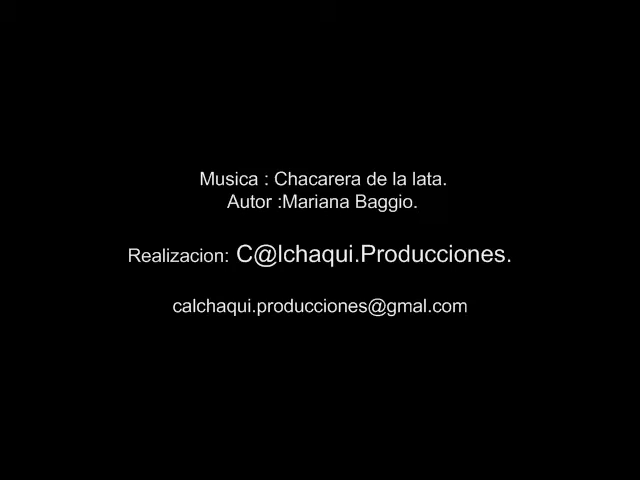 Musica : Chacarera de la lata.
Autor :Mariana Baggio.
Realizacion: C@lchaqui.Producciones.
calchaqui.producciones@gmal.com